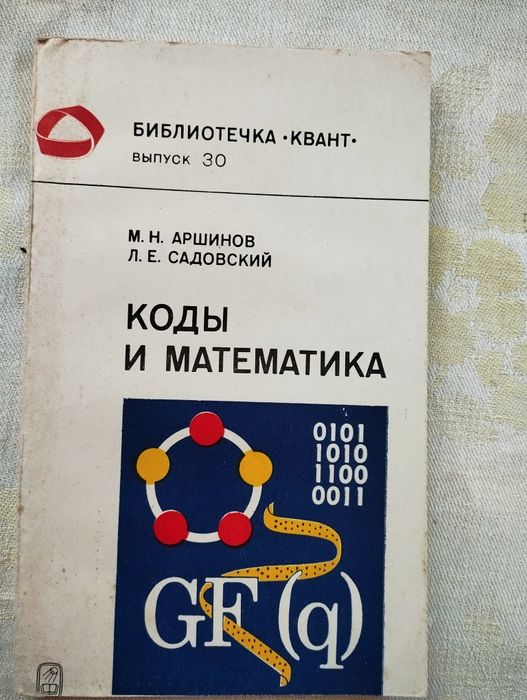 БИБЛИОТЕЧКА •КВАНТ•
ВЫПУСК 30
М. Н. АРШИНОВ
Л. Е. САДОВСКИЙ
КОДЫ
И МАТЕМАТИКА
0101
1010
1100
0011
GF(q)